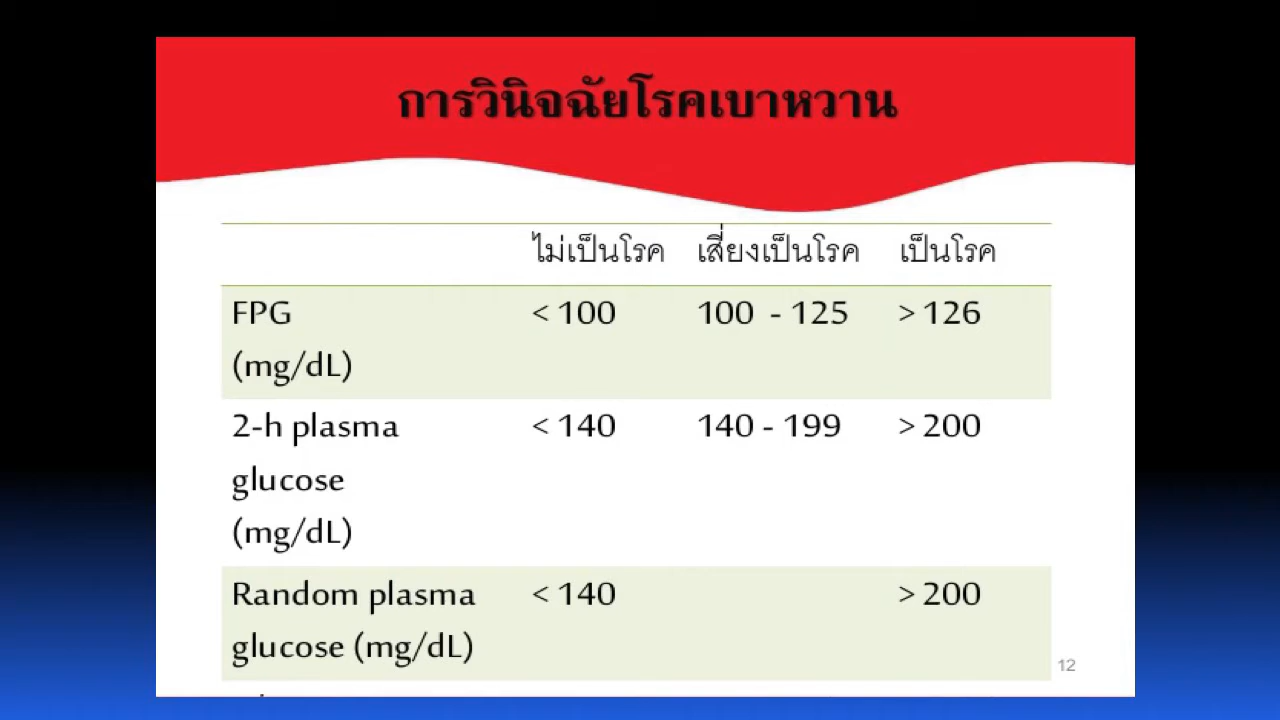 การวินิจฉัยโรคเบาหวาน
ไม่เป็นโรค เสี่ยงเป็นโรค เป็นโรค
FPG < 100 100 - 125 > 126
(mg/dL)
2-h plasma < 140 140 - 199 > 200
glucose
(mg/dL)
Random plasma < 140 > 200
glucose (mg/dL)
12